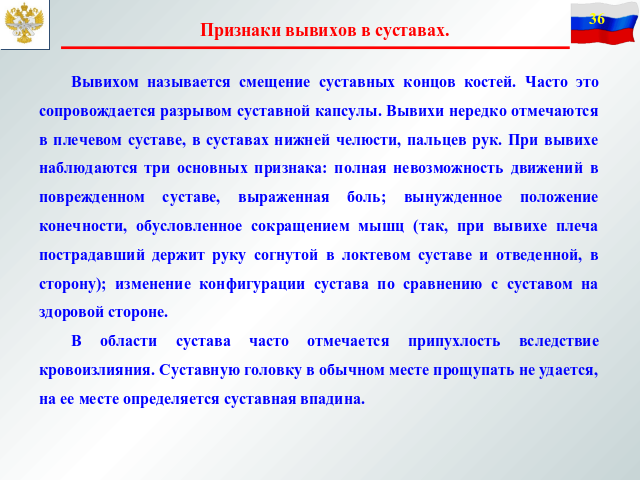 Признаки вывихов в суставах.
36
Вывихом называется смещение суставных концов костей. Часто это
сопровождается разрывом суставной капсулы. Вывихи нередко отмечаются
в плечевом суставе, в суставах нижней челюсти, пальцев рук. При вывихе
наблюдаются три основных признака: полная невозможность движений в
поврежденном суставе, выраженная боль; вынужденное положение
конечности, обусловленное сокращением мышц (так, при вывихе плеча
пострадавший держит руку согнутой в локтевом суставе и отведенной, в
сторону); изменение конфигурации сустава по сравнению с суставом на
здоровой стороне.
В области сустава часто отмечается припухлость вследствие
кровоизлияния. Суставную головку в обычном месте прощупать не удается,
на ее месте определяется суставная впадина.